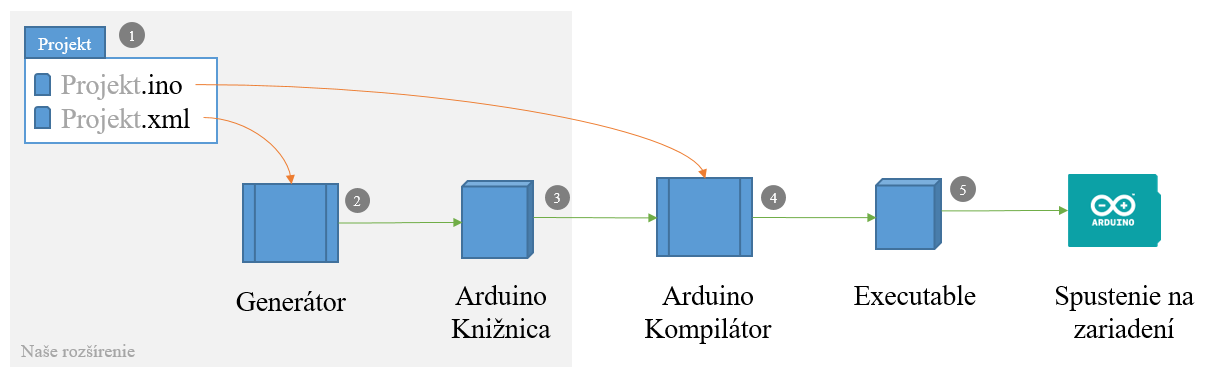 Projekt
1
Projekt.ino
Projekt.xml
2
3
4
5
ARDUINO
Generátor
Arduino
Knižnica
Arduino
Kompilátor
Executable
Spustenie na
zariadení
Naše rozšírenie